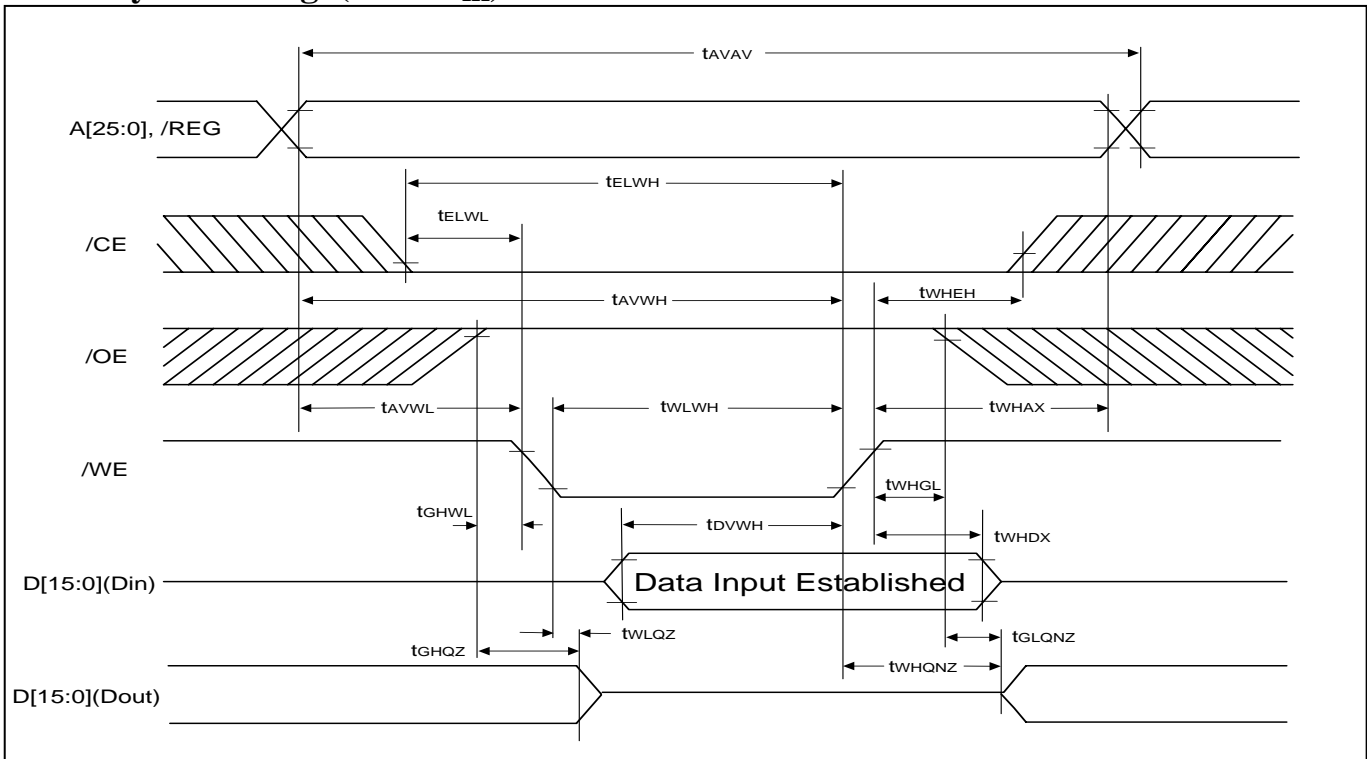 tAVAV
A[25:0], /REG
tELWH
tELWL
/CE
tAVWH
tWHEH
/OE
tAVWL
tWLWH
tWHAX
/WE
tWHGL
tGHWL
tDVWH
tWHDX
D[15:0](Din)
Data Input Established
tWLQZ
tGLQNZ
tGHQZ
tWHQNZ
D[15:0](Dout)